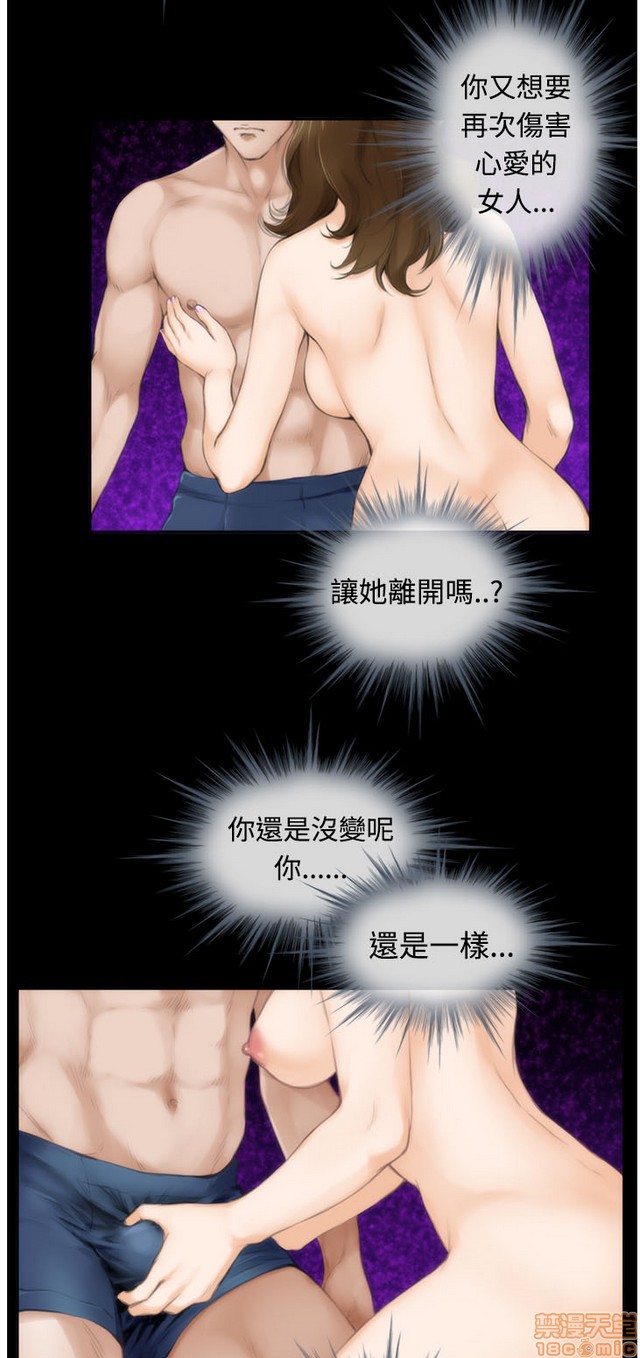 你又想要
再次傷害
心愛的
女人...
讓她離開嗎..?
你還是沒變呢
你......
還是一樣...
禁漫天堂
18comic